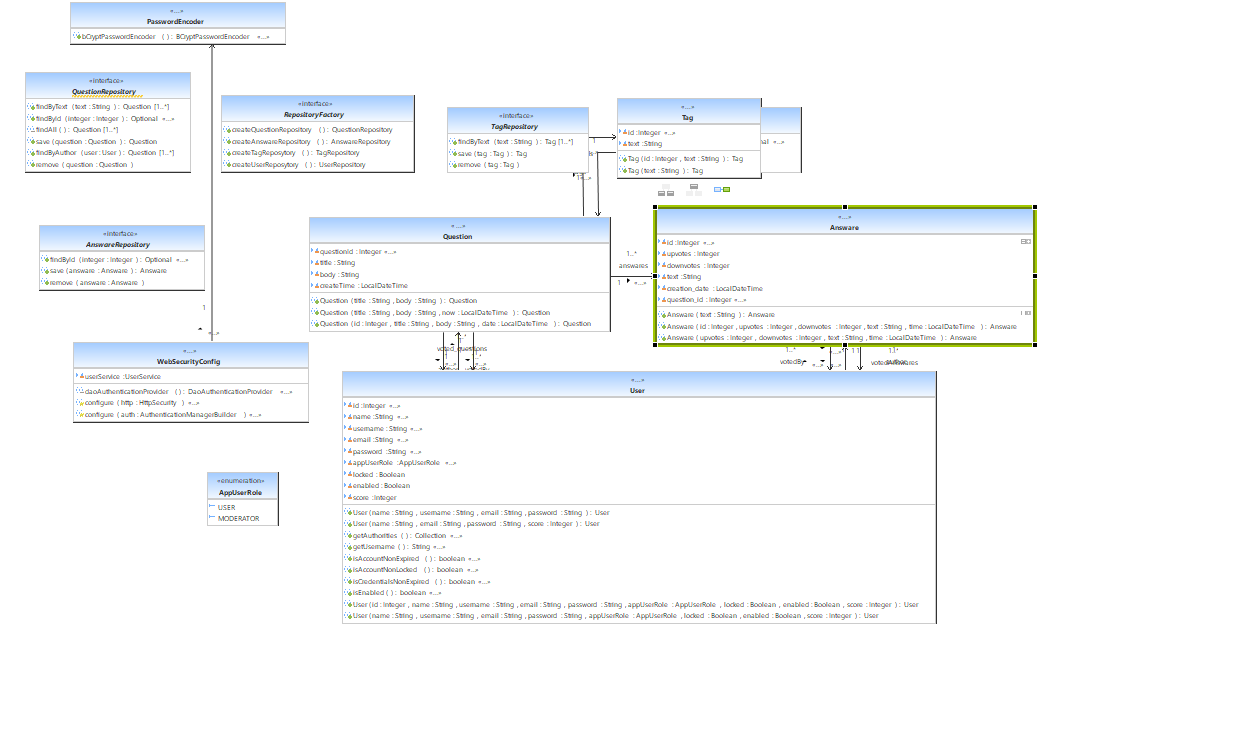 «...»
PasswordEncoder
bCryptPasswordEncoder ( ) : BCryptPasswordEncoder «...»
«interface»
QuestionRepository
findByText (text : String ) : Question [1..*]
findById (integer : Integer ) : Optional «...»
findAll ( ) : Question [1..*]
save (question : Question ) : Question
findByAuthor (user : User ) : Question [1..*]
remove ( question : Question )
«interface»
RepositoryFactory
createQuestionRepository ( ) : QuestionRepository
createAnswareRepository ( ) : AnswareRepository
createTagReposytory ( ) : TagRepository
createUserReposytory ( ) : UserRepository
«interface»
TagRepository
findByText (text : String ) : Tag [1..*]
save (tag : Tag ) : Tag
remove (tag : Tag )
«...»
Tag
id : Integer «...»
text : String
Tag (id : Integer , text : String ) : Tag
Tag (text : String ) : Tag
nal «...»
1
1«...»
«interface»
AnswareRepository
findById (integer : Integer ) : Optional «...»
save (answare : Answare ) : Answare
remove (answare : Answare )
«...»
Question
questionid : Integer «...»
title : String
body : String
createTime : LocalDateTime
Question (title : String , body : String ) : Question
Question (title : String , body : String , now : LocalDateTime ) : Question
Question (id : Integer , title : String , body : String , date : LocalDateTime ) : Question
1..*
answares
1
«...»
«...»
Answare
id : Integer «...»
upvotes : Integer
downvotes : Integer
text : String
creation_date : LocalDateTime
question_id : Integer «...»
Answare (text : String ) : Answare
Answare (id : Integer , upvotes : Integer , downvotes : Integer , text : String , time : LocalDateTime ) : Answare
Answare (upvotes : Integer , downvotes : Integer , text : String , time : LocalDateTime ) : Answare
1
«...»
«...»
WebSecurityConfig
userService : UserService
daoAuthenticationProvider ( ) : DaoAuthenticationProvider «...»
configure (http : HttpSecurity ) «...»
configure (auth : AuthenticationManagerBuilder ) «...»
voted_questions
1..*
votedBy
«...»
1..*
«...»
User
id : Integer «...»
name : String «...»
username : String «...»
email : String «...»
password : String «...»
appUserRole : AppUserRole «...»
locked : Boolean
enabled : Boolean
score : Integer
User (name : String , username : String , email : String , password : String ) : User
User (name : String , email : String , password : String , score : Integer ) : User
getAuthorities ( ) : Collection «...»
getUsername ( ) : String «...»
isAccountNonExpired ( ) : boolean «...»
isAccountNonLocked ( ) : boolean «...»
isCredentialsNonExpired ( ) : boolean «...»
isEnabled ( ) : boolean «...»
User (id : Integer , name : String , username : String , email : String , password : String , appUserRole : AppUserRole , locked : Boolean , enabled : Boolean , score : Integer ) : User
User (name : String , username : String , email : String , password : String , appUserRole : AppUserRole , locked : Boolean , enabled : Boolean , score : Integer ) : User
«enumeration»
AppUserRole
USER
MODERATOR